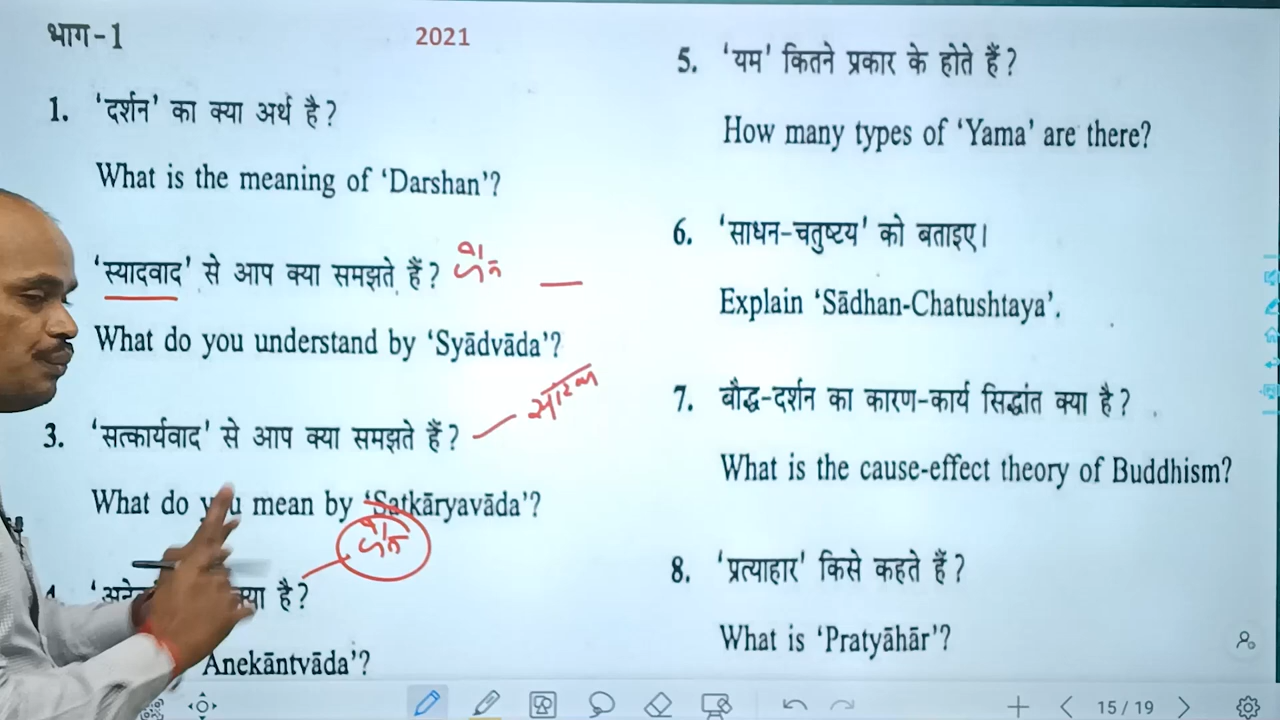 भाग-1
2021
1. 'दर्शन' का क्या अर्थ है?
What is the meaning of 'Darshan'?
'स्यादवाद' से आप क्या समझते हैं?
What do you understand by 'Syādvāda'?
3. 'सत्कार्यवाद' से आप क्या समझते हैं?
What do you mean by 'Satkāryavāda'?
है?
Anekāntvāda'?
5. 'यम' कितने प्रकार के होते हैं?
How many types of 'Yama' are there?
6. 'साधन-चतुष्टय' को बताइए।
Explain 'Sādhan-Chatushtaya'.
7. बौद्ध-दर्शन का कारण-कार्य सिद्धांत क्या है?
What is the cause-effect theory of Buddhism?
8. 'प्रत्याहार' किसे कहते हैं?
What is 'Pratyāhār'?
15 / 19